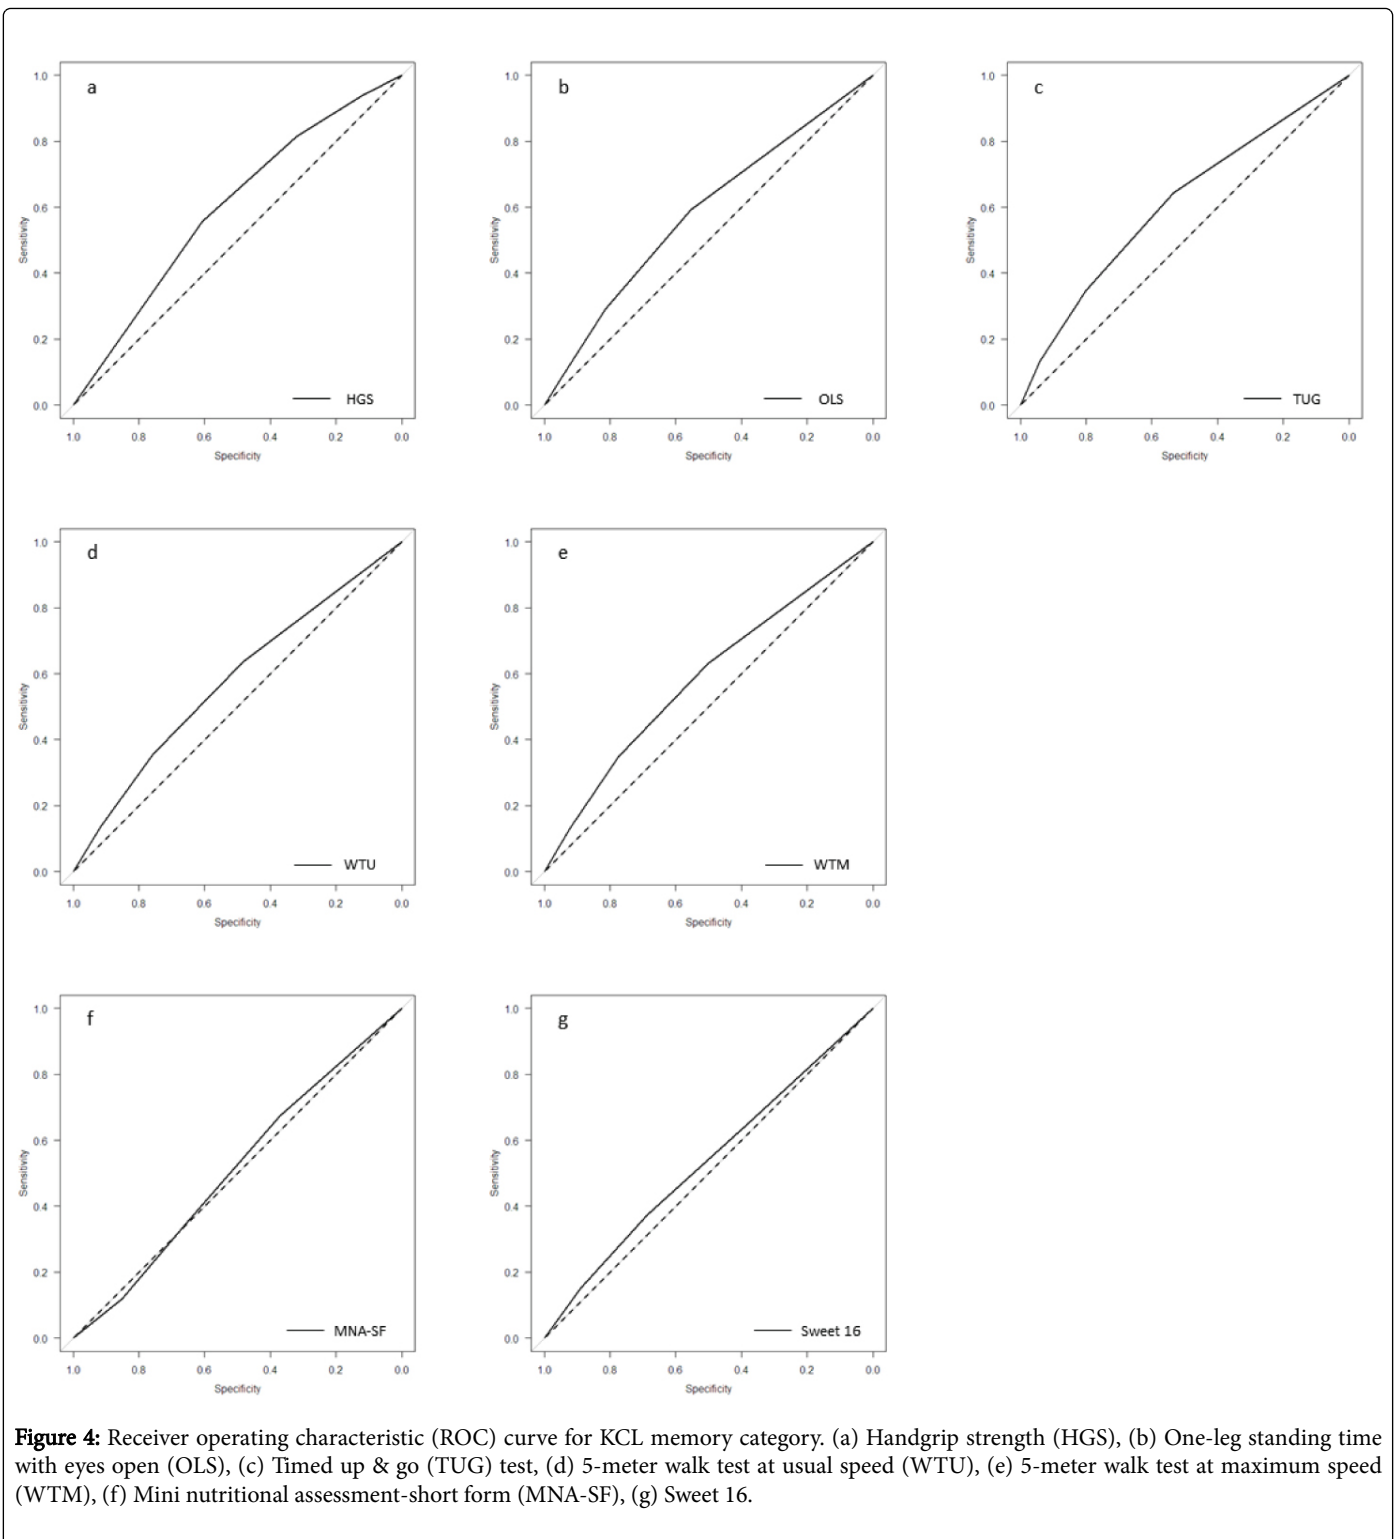 a
1.0
0.8
0.6
0.4
0.2
0.0
Sensitivity
HGS
1.0 0.8 0.6 0.4 0.2 0.0
Specificity
b
1.0
0.8
0.6
0.4
0.2
0.0
Sensitivity
OLS
1.0 0.8 0.6 0.4 0.2 0.0
Specificity
c
1.0
0.8
0.6
0.4
0.2
0.0
Sensitivity
TUG
1.0 0.8 0.6 0.4 0.2 0.0
Specificity
d
1.0
0.8
0.6
0.4
0.2
0.0
Sensitivity
WTU
1.0 0.8 0.6 0.4 0.2 0.0
Specificity
e
1.0
0.8
0.6
0.4
0.2
0.0
Sensitivity
WTM
1.0 0.8 0.6 0.4 0.2 0.0
Specificity
f
1.0
0.8
0.6
0.4
0.2
0.0
Sensitivity
MNA-SF
1.0 0.8 0.6 0.4 0.2 0.0
Specificity
g
1.0
0.8
0.6
0.4
0.2
0.0
Sensitivity
Sweet 16
1.0 0.8 0.6 0.4 0.2 0.0
Specificity
Figure 4: Receiver operating characteristic (ROC) curve for KCL memory category. (a) Handgrip strength (HGS), (b) One-leg standing time
with eyes open (OLS), (c) Timed up & go (TUG) test, (d) 5-meter walk test at usual speed (WTU), (e) 5-meter walk test at maximum speed
(WTM), (f) Mini nutritional assessment-short form (MNA-SF), (g) Sweet 16.